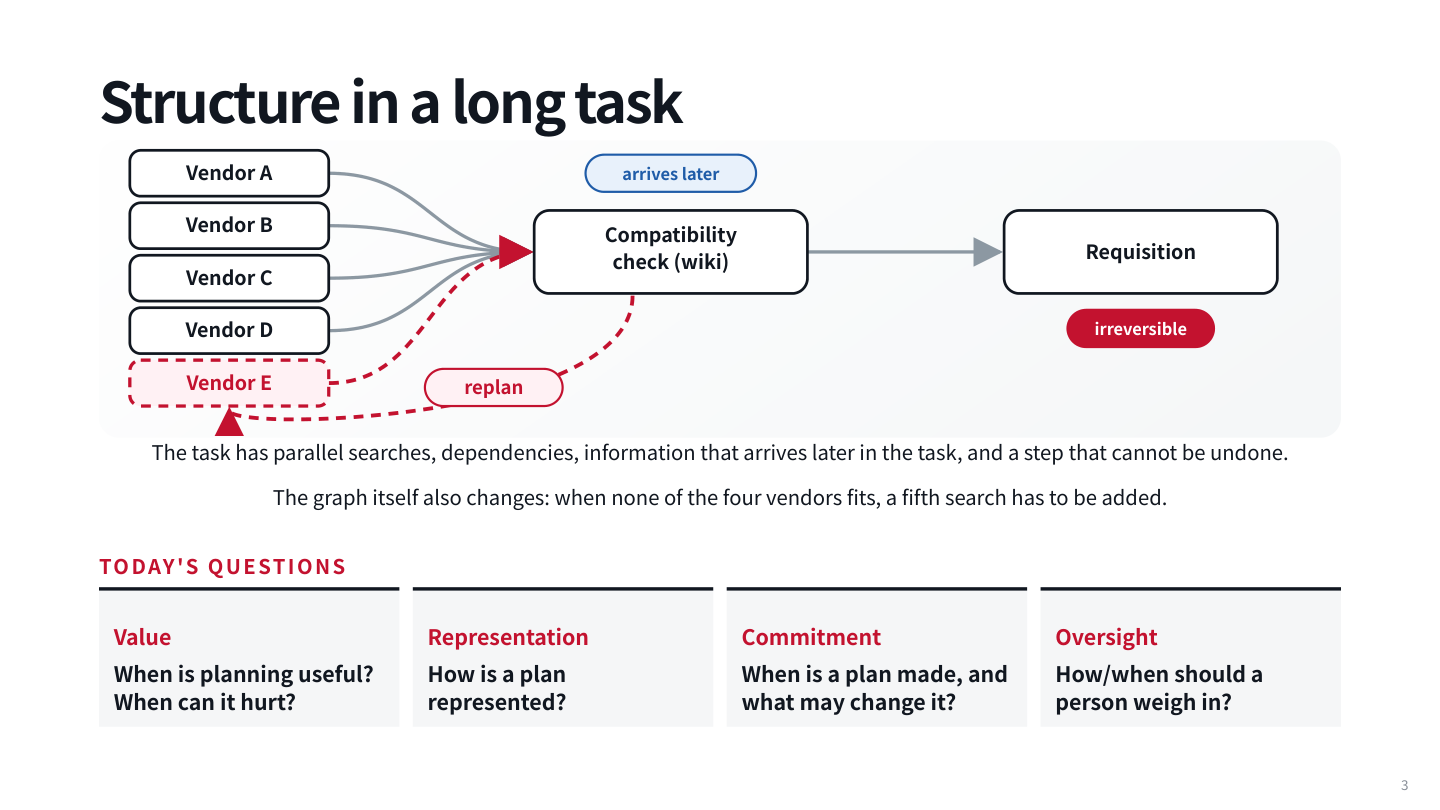 Structure in a long task
Vendor A
Vendor B
Vendor C
Vendor D
Vendor E
arrives later
Compatibility
check (wiki)
replan
Requisition
irreversible
The task has parallel searches, dependencies, information that arrives later in the task, and a step that cannot be undone.
The graph itself also changes: when none of the four vendors fits, a fifth search has to be added.
TODAY'S QUESTIONS
Value
When is planning useful?
When can it hurt?
Representation
How is a plan
represented?
Commitment
When is a plan made, and
what may change it?
Oversight
How/when should a
person weigh in?
3